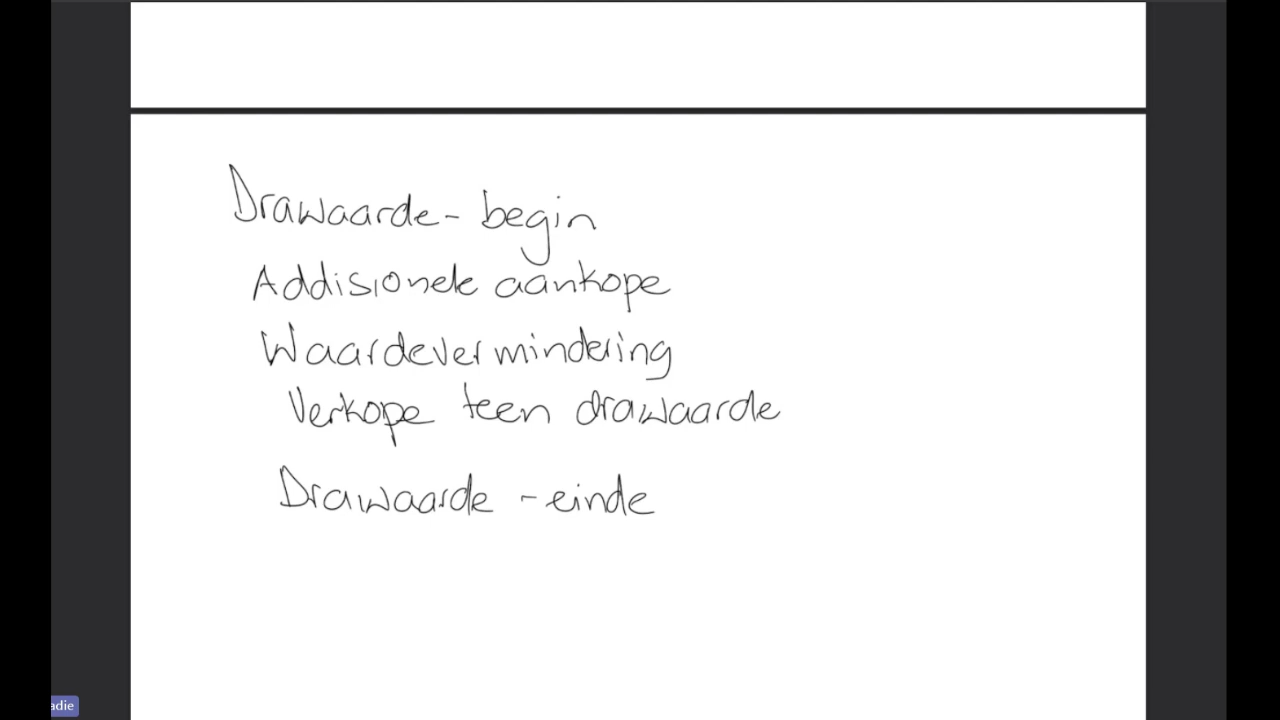 Drawaarde - begin
Addisionele aankope
Waardevermindering
Verkope teen drawaarde
Drawaarde - einde
adie